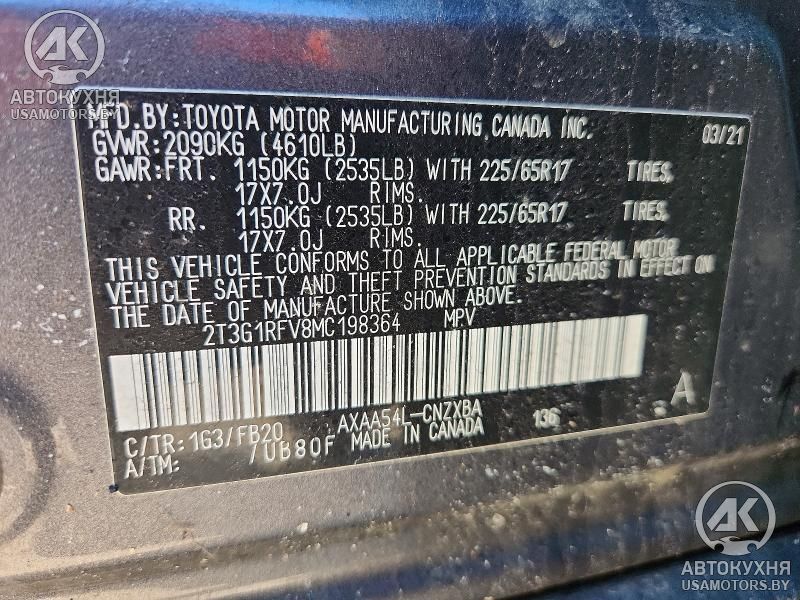 AK
АВТОКУХНЯ
USAMOTORS.BY
MFD. BY: TOYOTA MOTOR MANUFACTURING CANADA INC. 03/21
GVWR: 2090KG (4610LB)
GAWR: FRT. 1150KG (2535LB) WITH 225/65R17 TIRES,
17X7.0J RIMS.
RR. 1150KG (2535LB) WITH 225/65R17 TIRES,
17X7.0J RIMS.
THIS VEHICLE CONFORMS TO ALL APPLICABLE FEDERAL MOTOR
VEHICLE SAFETY AND THEFT PREVENTION STANDARDS IN EFFECT ON
THE DATE OF MANUFACTURE SHOWN ABOVE.
2T3G1RFV8MC198364 MPV
A
C/TR: 1G3/FB20 AXAA54L-CNZXBA 136
A/TM: /UB80F MADE IN CANADA
AK
АВТОКУХНЯ
USAMOTORS.BY